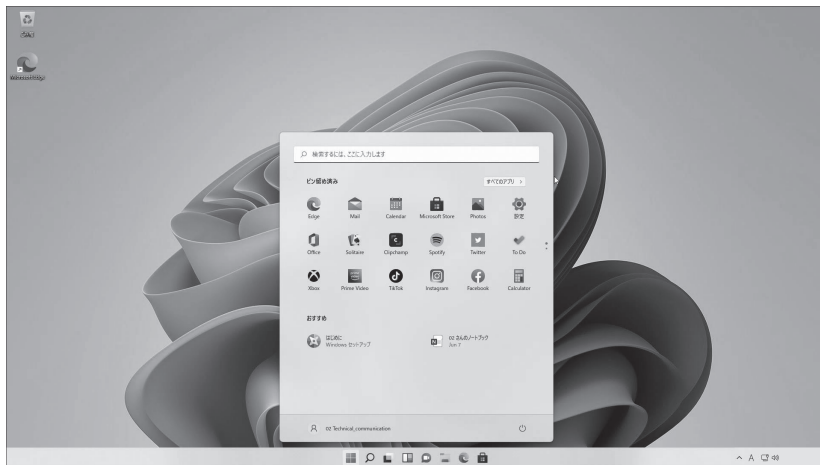 ごみ箱
Microsoft Edge
検索するには、ここに入力します
ピン留め済み
すべてのアプリ >
Edge
Mail
Calendar
Microsoft Store
Photos
設定
Office
Solitaire
Clipchamp
Spotify
Twitter
To Do
Xbox
Prime Video
TikTok
Instagram
Facebook
Calculator
おすすめ
はじめに
Windows セットアップ
02 さんのノートブック
Jun 7
02 Technical_communication
A